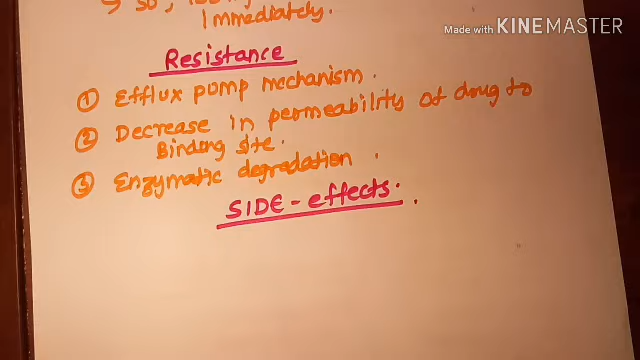 Made with KINEMASTER
Immediately.
Resistance
① Efflux pump mechanism.
② Decrease in permeability of drug to
Binding site.
③ Enzymatic degradation.
SIDE-effects.